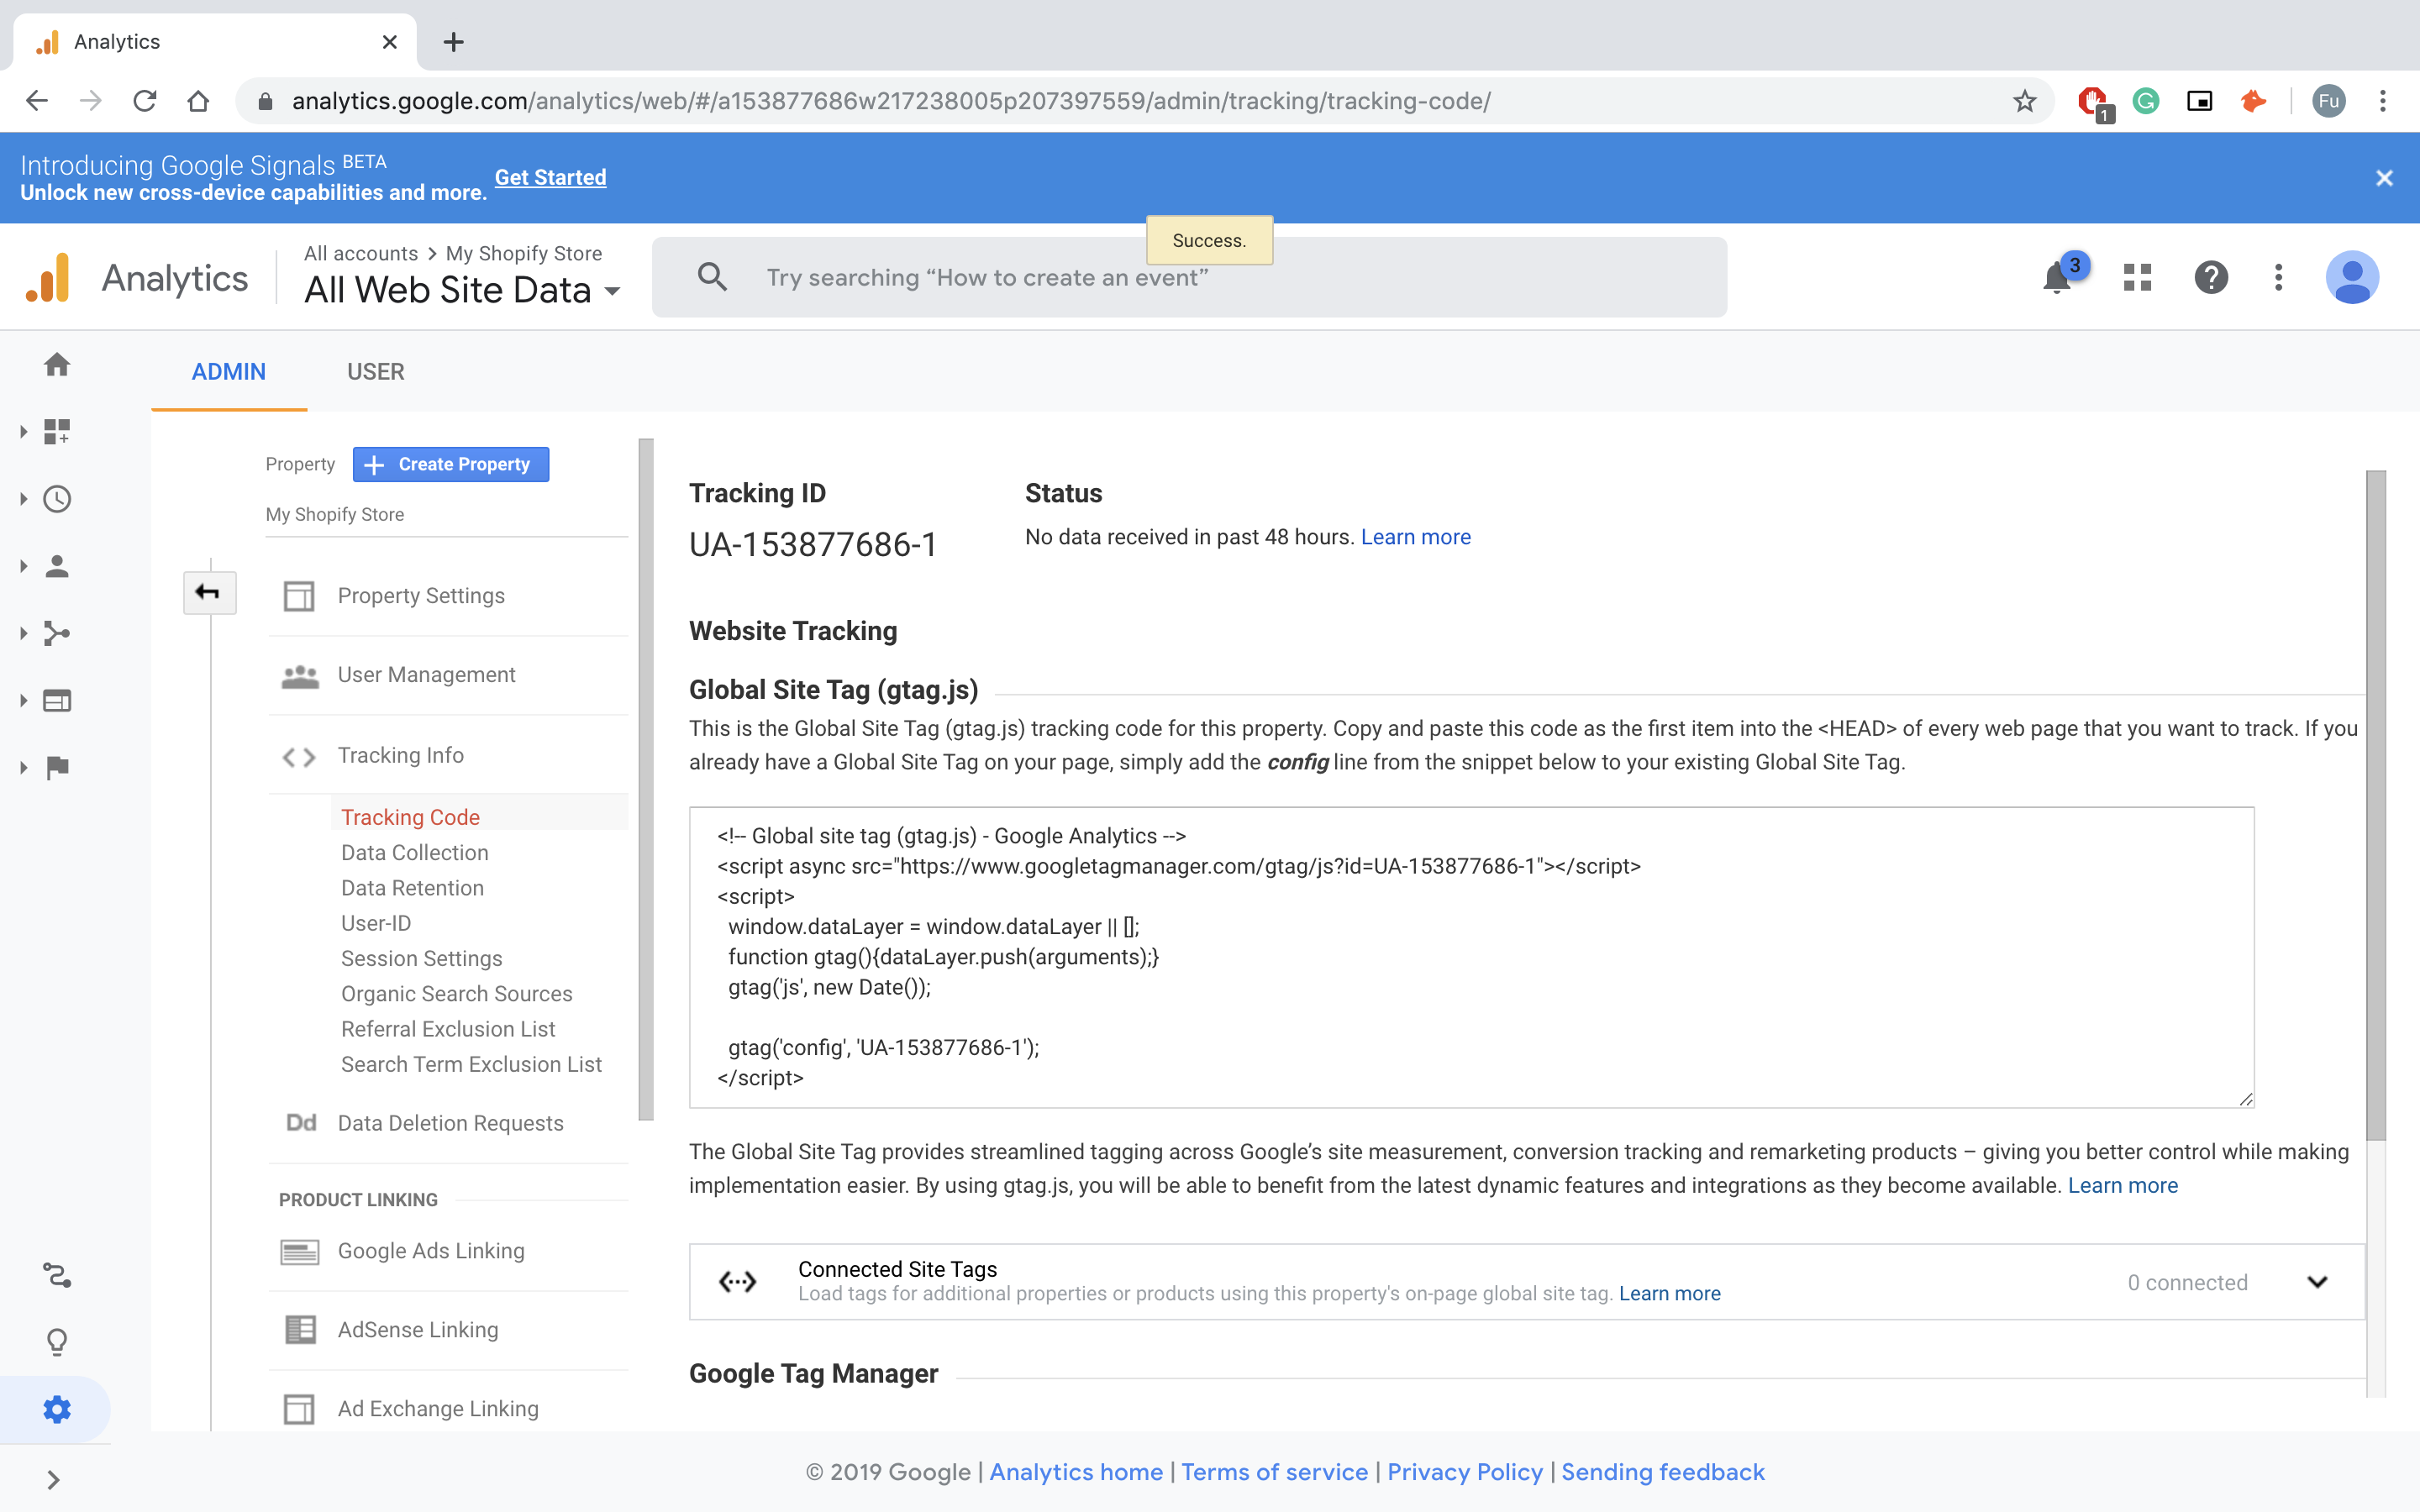 Analytics
analytics.google.com/analytics/web/#/a153877686w217238005p207397559/admin/tracking/tracking-code/
1
Fu
Introducing Google Signals BETA
Unlock new cross-device capabilities and more.
Get Started
Success.
Analytics
All accounts > My Shopify Store
All Web Site Data
Try searching “How to create an event”
3
ADMIN
USER
Property
Create Property
My Shopify Store
Property Settings
User Management
Tracking Info
Tracking Code
Data Collection
Data Retention
User-ID
Session Settings
Organic Search Sources
Referral Exclusion List
Search Term Exclusion List
Dd
Data Deletion Requests
PRODUCT LINKING
Google Ads Linking
AdSense Linking
Ad Exchange Linking
Tracking ID
UA-153877686-1
Status
No data received in past 48 hours. Learn more
Website Tracking
Global Site Tag (gtag.js)
This is the Global Site Tag (gtag.js) tracking code for this property. Copy and paste this code as the first item into the <HEAD> of every web page that you want to track. If you
already have a Global Site Tag on your page, simply add the config line from the snippet below to your existing Global Site Tag.
<!-- Global site tag (gtag.js) - Google Analytics -->
<script async src="https://www.googletagmanager.com/gtag/js?id=UA-153877686-1"></script>
<script>
window.dataLayer = window.dataLayer || [];
function gtag(){dataLayer.push(arguments);}
gtag('js', new Date());
gtag('config', 'UA-153877686-1');
</script>
The Global Site Tag provides streamlined tagging across Google’s site measurement, conversion tracking and remarketing products – giving you better control while making
implementation easier. By using gtag.js, you will be able to benefit from the latest dynamic features and integrations as they become available. Learn more
Connected Site Tags
Load tags for additional properties or products using this property's on-page global site tag. Learn more
0 connected
Google Tag Manager
© 2019 Google | Analytics home | Terms of service | Privacy Policy | Sending feedback